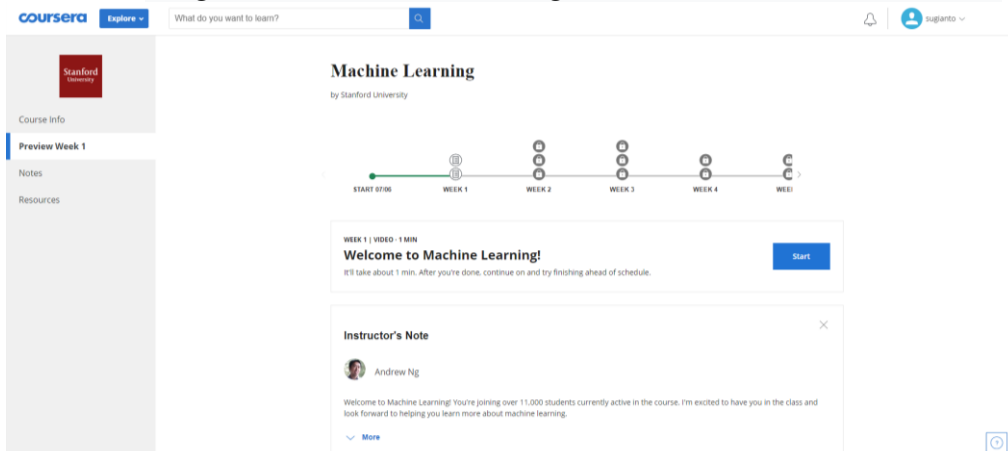 coursera
Explore
What do you want to learn?
sugianto
Stanford
University
Course Info
Preview Week 1
Notes
Resources
Machine Learning
by Stanford University
START 07/06
WEEK 1
WEEK 2
WEEK 3
WEEK 4
WEEK 1 | VIDEO · 1 MIN
Welcome to Machine Learning!
It'll take about 1 min. After you're done, continue on and try finishing ahead of schedule.
Start
Instructor's Note
Andrew Ng
Welcome to Machine Learning! You're joining over 11,000 students currently active in the course. I'm excited to have you in the class and
look forward to helping you learn more about machine learning.
More